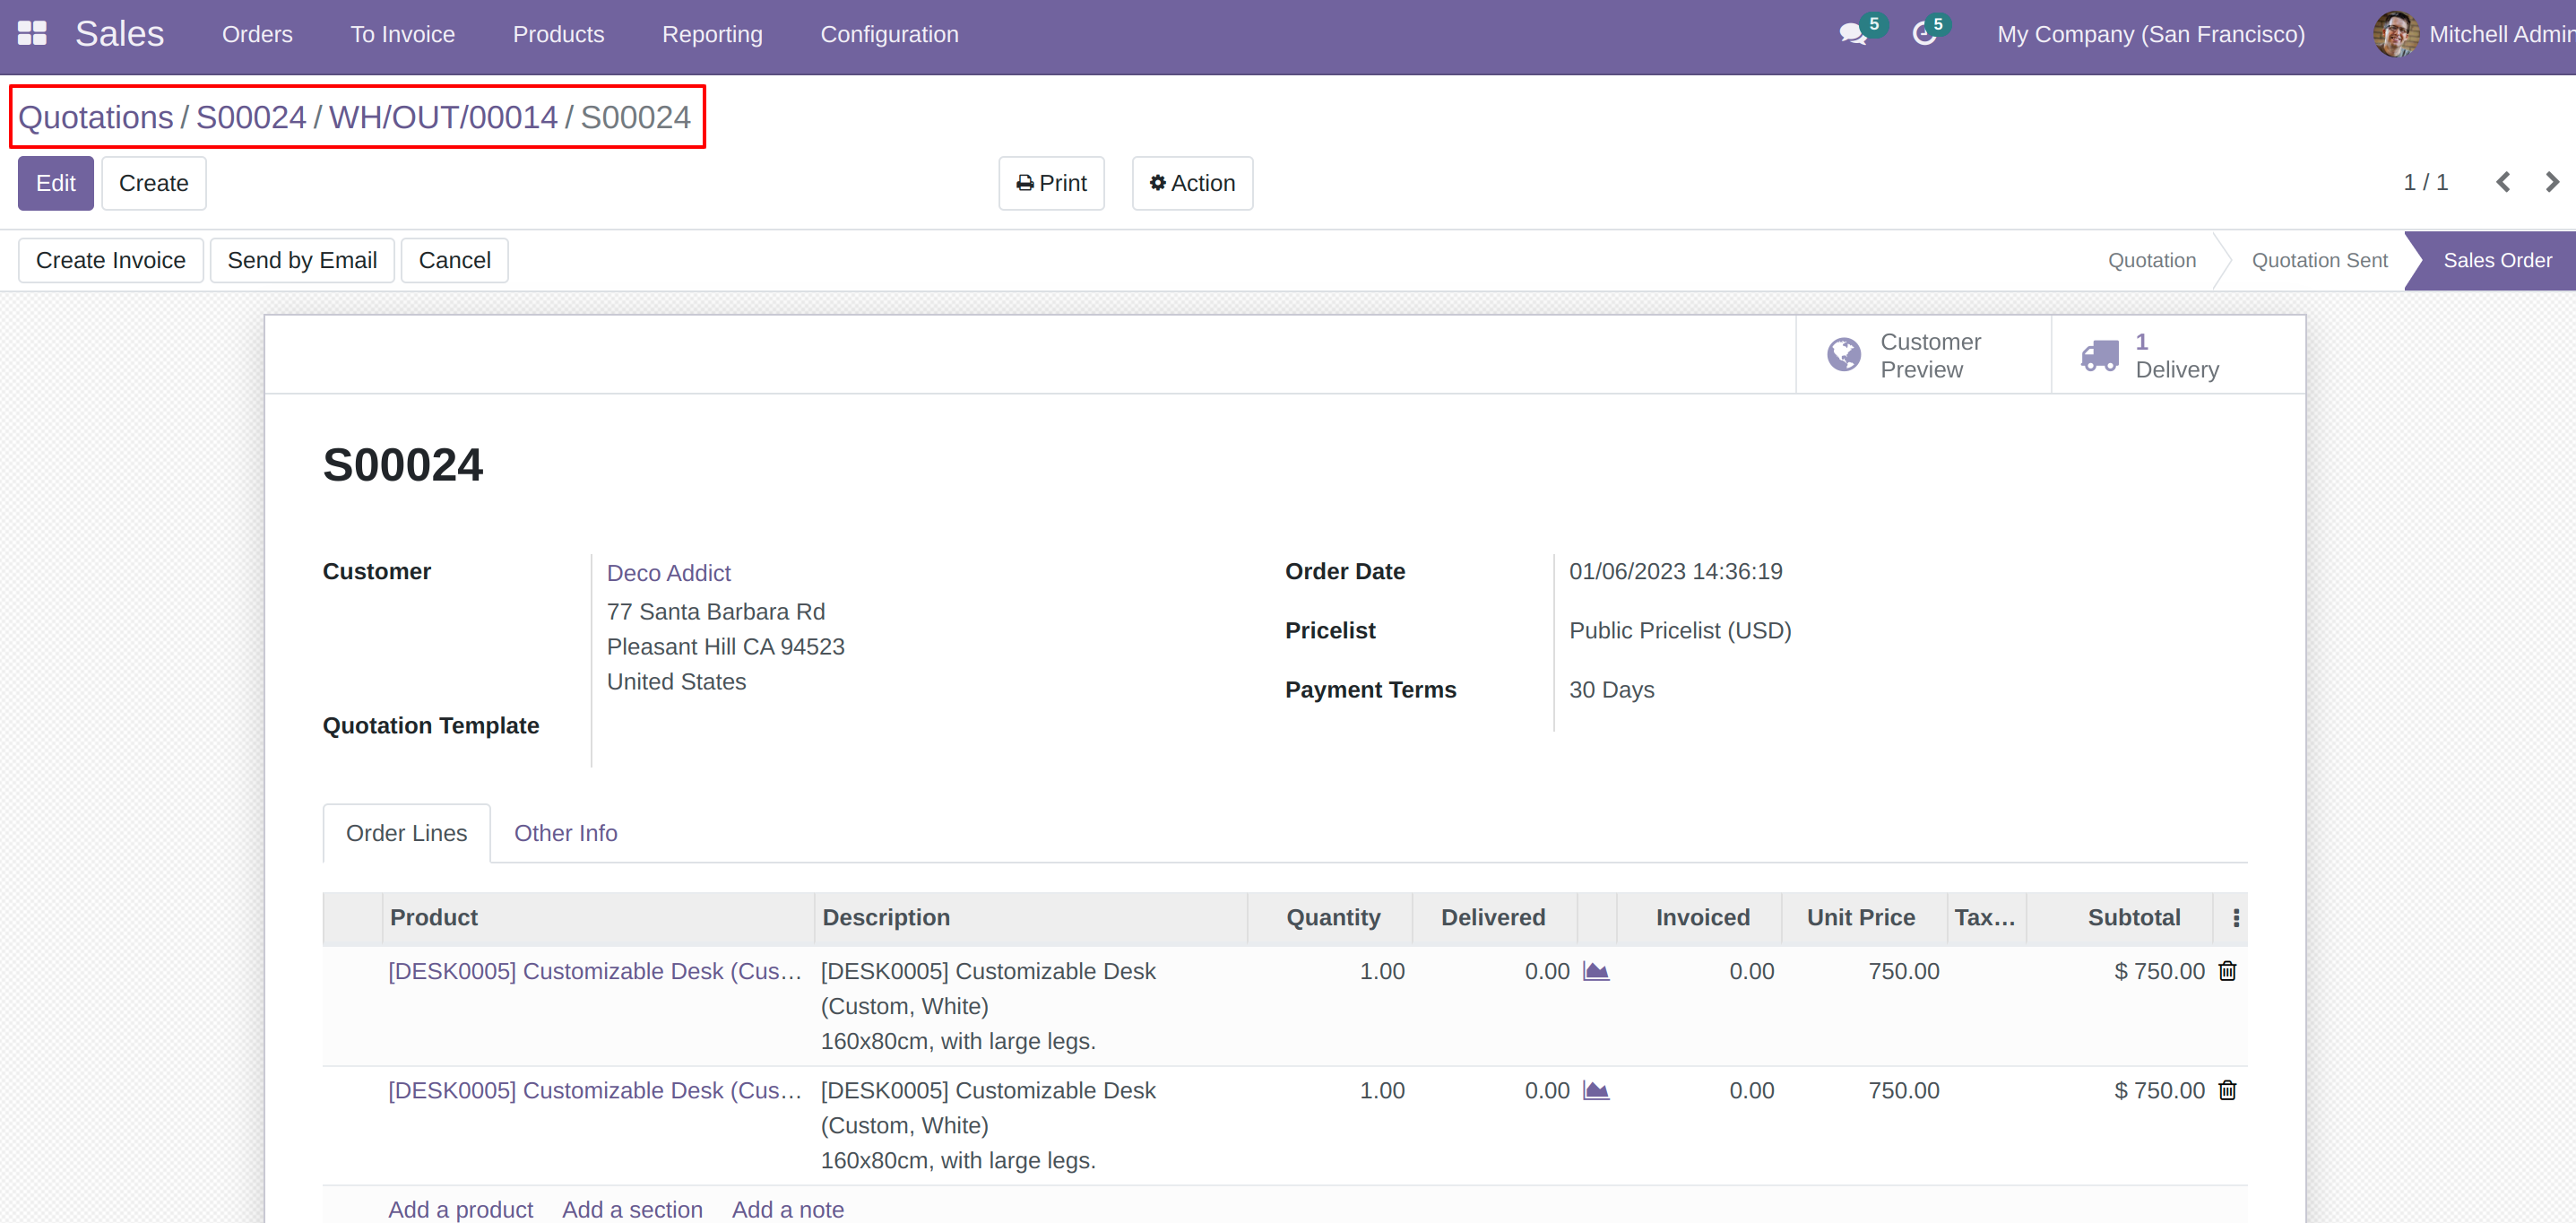 Sales Orders To Invoice Products Reporting Configuration 5 5 My Company (San Francisco) Mitchell Admin
Quotations / S00024 / WH/OUT/00014 / S00024
Edit Create Print Action 1 / 1
Create Invoice Send by Email Cancel Quotation Quotation Sent Sales Order
Customer Preview
1 Delivery
S00024
Customer Deco Addict
77 Santa Barbara Rd
Pleasant Hill CA 94523
United States
Quotation Template
Order Date 01/06/2023 14:36:19
Pricelist Public Pricelist (USD)
Payment Terms 30 Days
Order Lines Other Info
Product Description Quantity Delivered Invoiced Unit Price Tax… Subtotal
[DESK0005] Customizable Desk (Cus… [DESK0005] Customizable Desk 1.00 0.00 0.00 750.00 $ 750.00
(Custom, White)
160x80cm, with large legs.
[DESK0005] Customizable Desk (Cus… [DESK0005] Customizable Desk 1.00 0.00 0.00 750.00 $ 750.00
(Custom, White)
160x80cm, with large legs.
Add a product Add a section Add a note